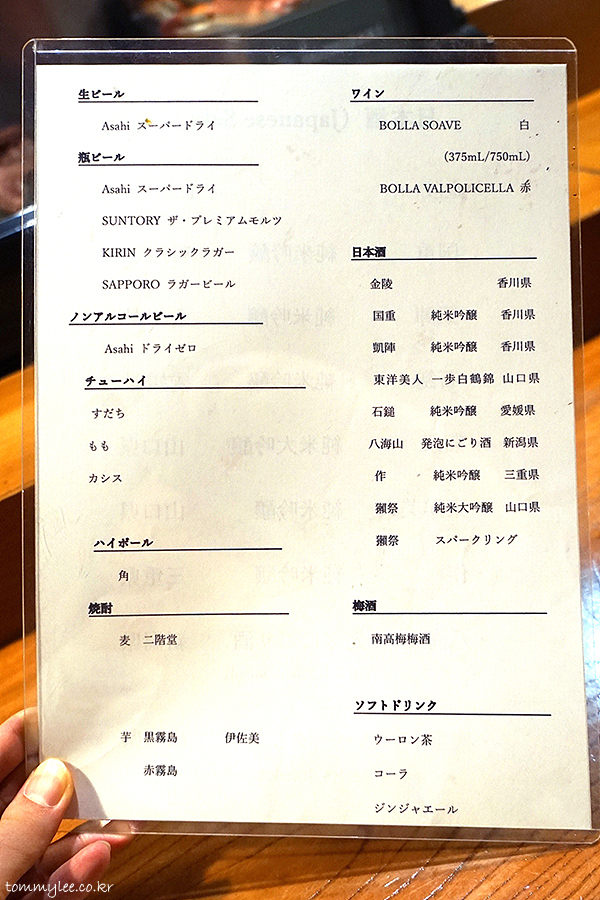 生ビール
Asahi スーパードライ
瓶ビール
Asahi スーパードライ
SUNTORY ザ・プレミアムモルツ
KIRIN クラシックラガー
SAPPORO ラガービール
ノンアルコールビール
Asahi ドライゼロ
チューハイ
すだち
もも
カシス
ハイボール
角
焼酎
麦 二階堂
芋 黒霧島 伊佐美
赤霧島
ワイン
BOLLA SOAVE 白
(375mL/750mL)
BOLLA VALPOLICELLA 赤
日本酒
金陵 香川県
国重 純米吟醸 香川県
凱陣 純米吟醸 香川県
東洋美人 一歩白鶴錦 山口県
石鎚 純米吟醸 愛媛県
八海山 発泡にごり酒 新潟県
作 純米吟醸 三重県
獺祭 純米大吟醸 山口県
獺祭 スパークリング
梅酒
南高梅梅酒
ソフトドリンク
ウーロン茶
コーラ
ジンジャエール
tommylee.co.kr